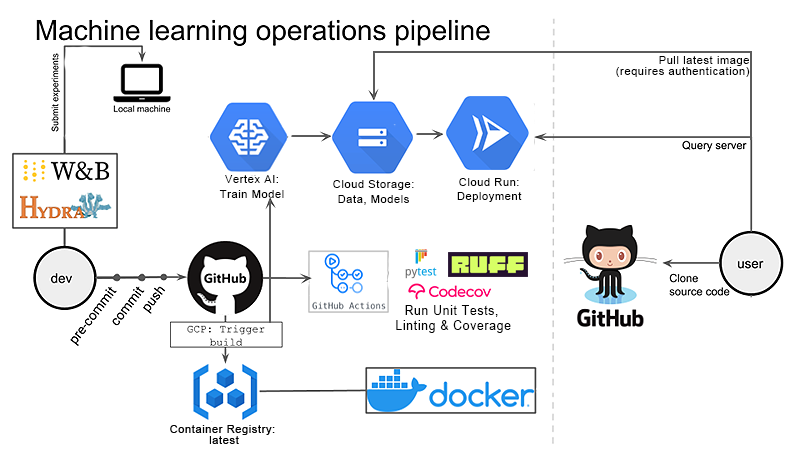 Machine learning operations pipeline
Submit experiments
Local machine
Pull latest image
(requires authentication)
Vertex AI:
Train Model
Cloud Storage:
Data, Models
Cloud Run:
Deployment
Query server
W&B
HYDRA
dev
pre-commit
commit
push
GitHub
GitHub Actions
pytest
RUFF
Codecov
Run Unit Tests,
Linting & Coverage
GitHub
Clone
source code
user
GCP: Trigger
build
Container Registry:
latest
docker